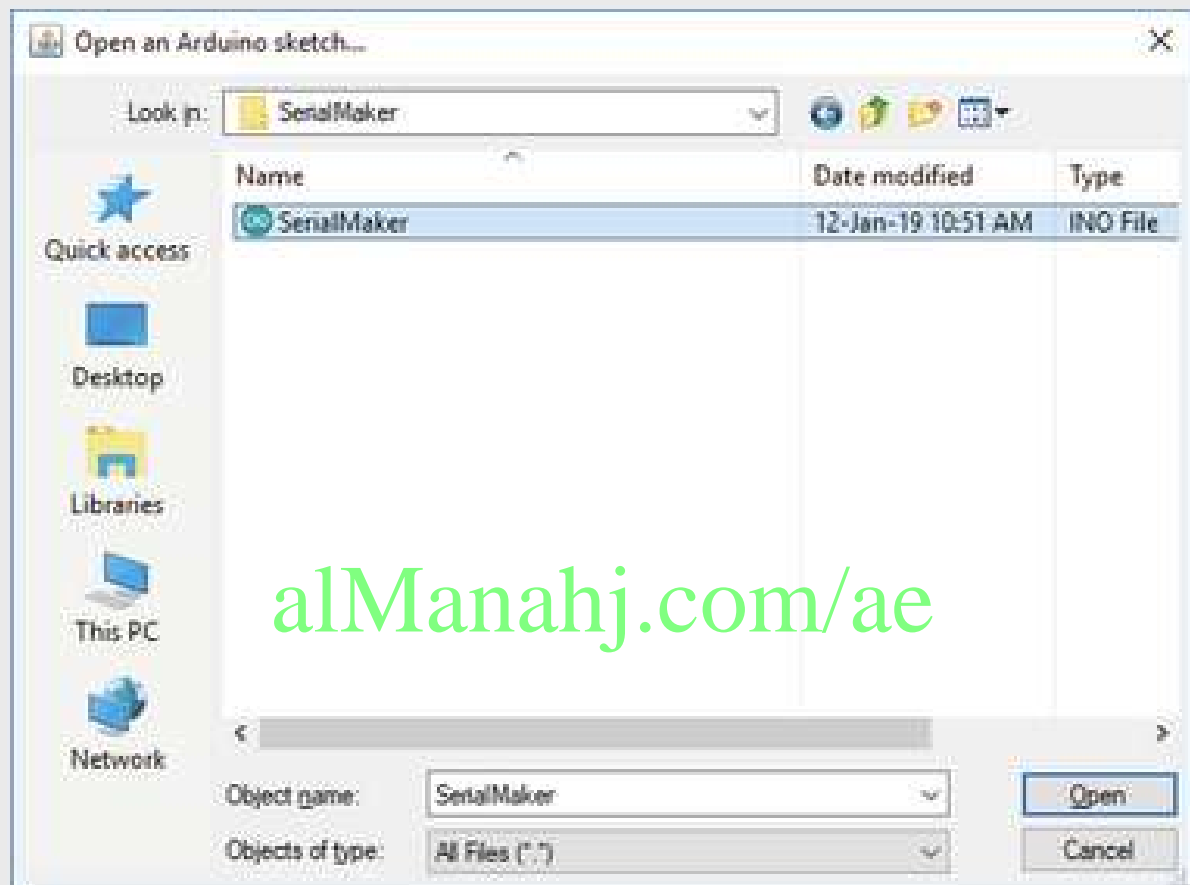 Open an Arduino sketch...
Look in:
SerialMaker
Name
Date modified
Type
SerialMaker
12-Jan-19 10:51 AM
INO File
Quick access
Desktop
Libraries
This PC
Network
alManahj.com/ae
Object name:
SerialMaker
Open
Objects of type:
All Files (*.*)
Cancel